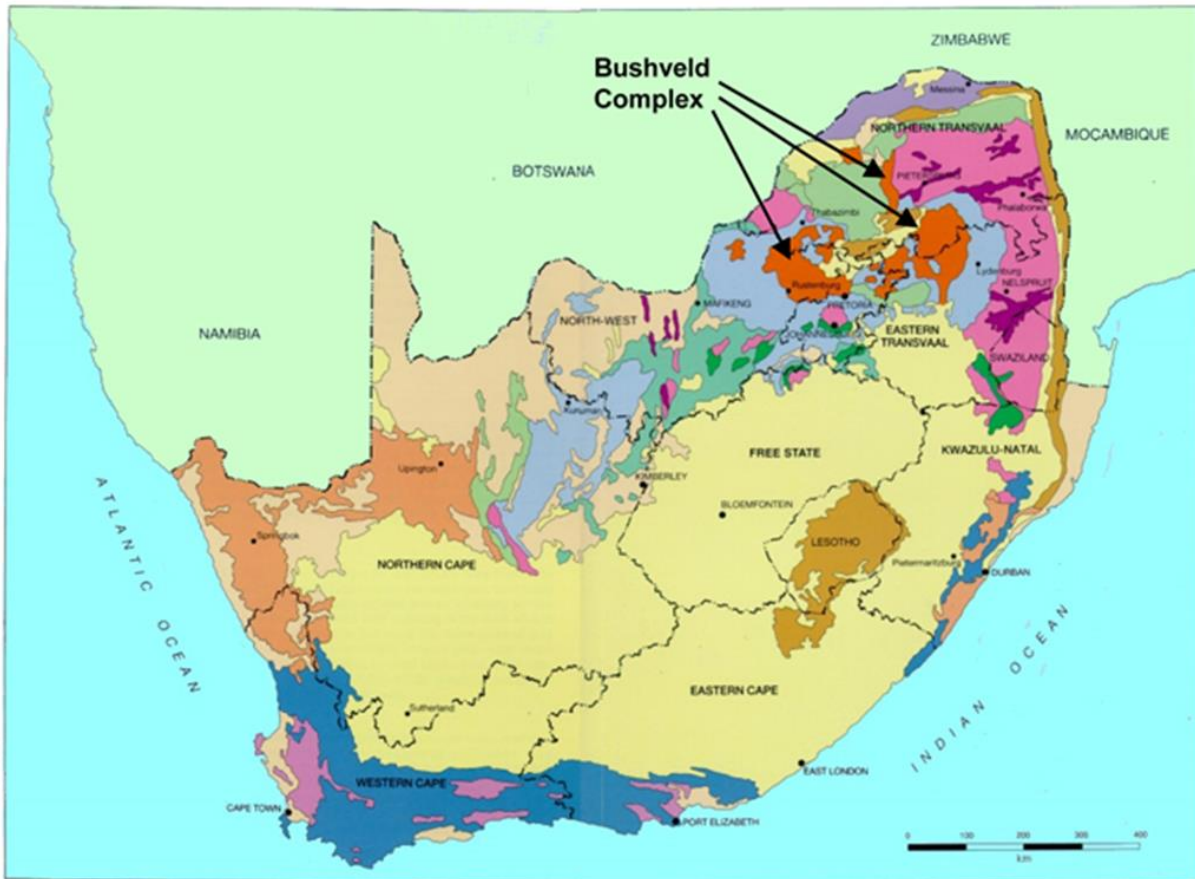 ZIMBABWE
Bushveld
Complex
Messina
NORTHERN TRANSVAAL
MOÇAMBIQUE
BOTSWANA
PIETERSBURG
Phalaborwa
Thabazimbi
Lydenburg
Rustenburg
NELSPRUIT
MAFIKENG
PRETORIA
NORTH-WEST
NAMIBIA
JOHANNESBURG
EASTERN
TRANSVAAL
SWAZILAND
Kuruman
FREE STATE
KWAZULU-NATAL
Upington
KIMBERLEY
BLOEMFONTEIN
ATLANTIC OCEAN
Springbok
LESOTHO
NORTHERN CAPE
Pietermaritzburg
DURBAN
EASTERN CAPE
INDIAN OCEAN
Sutherland
WESTERN CAPE
EAST LONDON
CAPE TOWN
PORT ELIZABETH
0 100 200 300 400
km